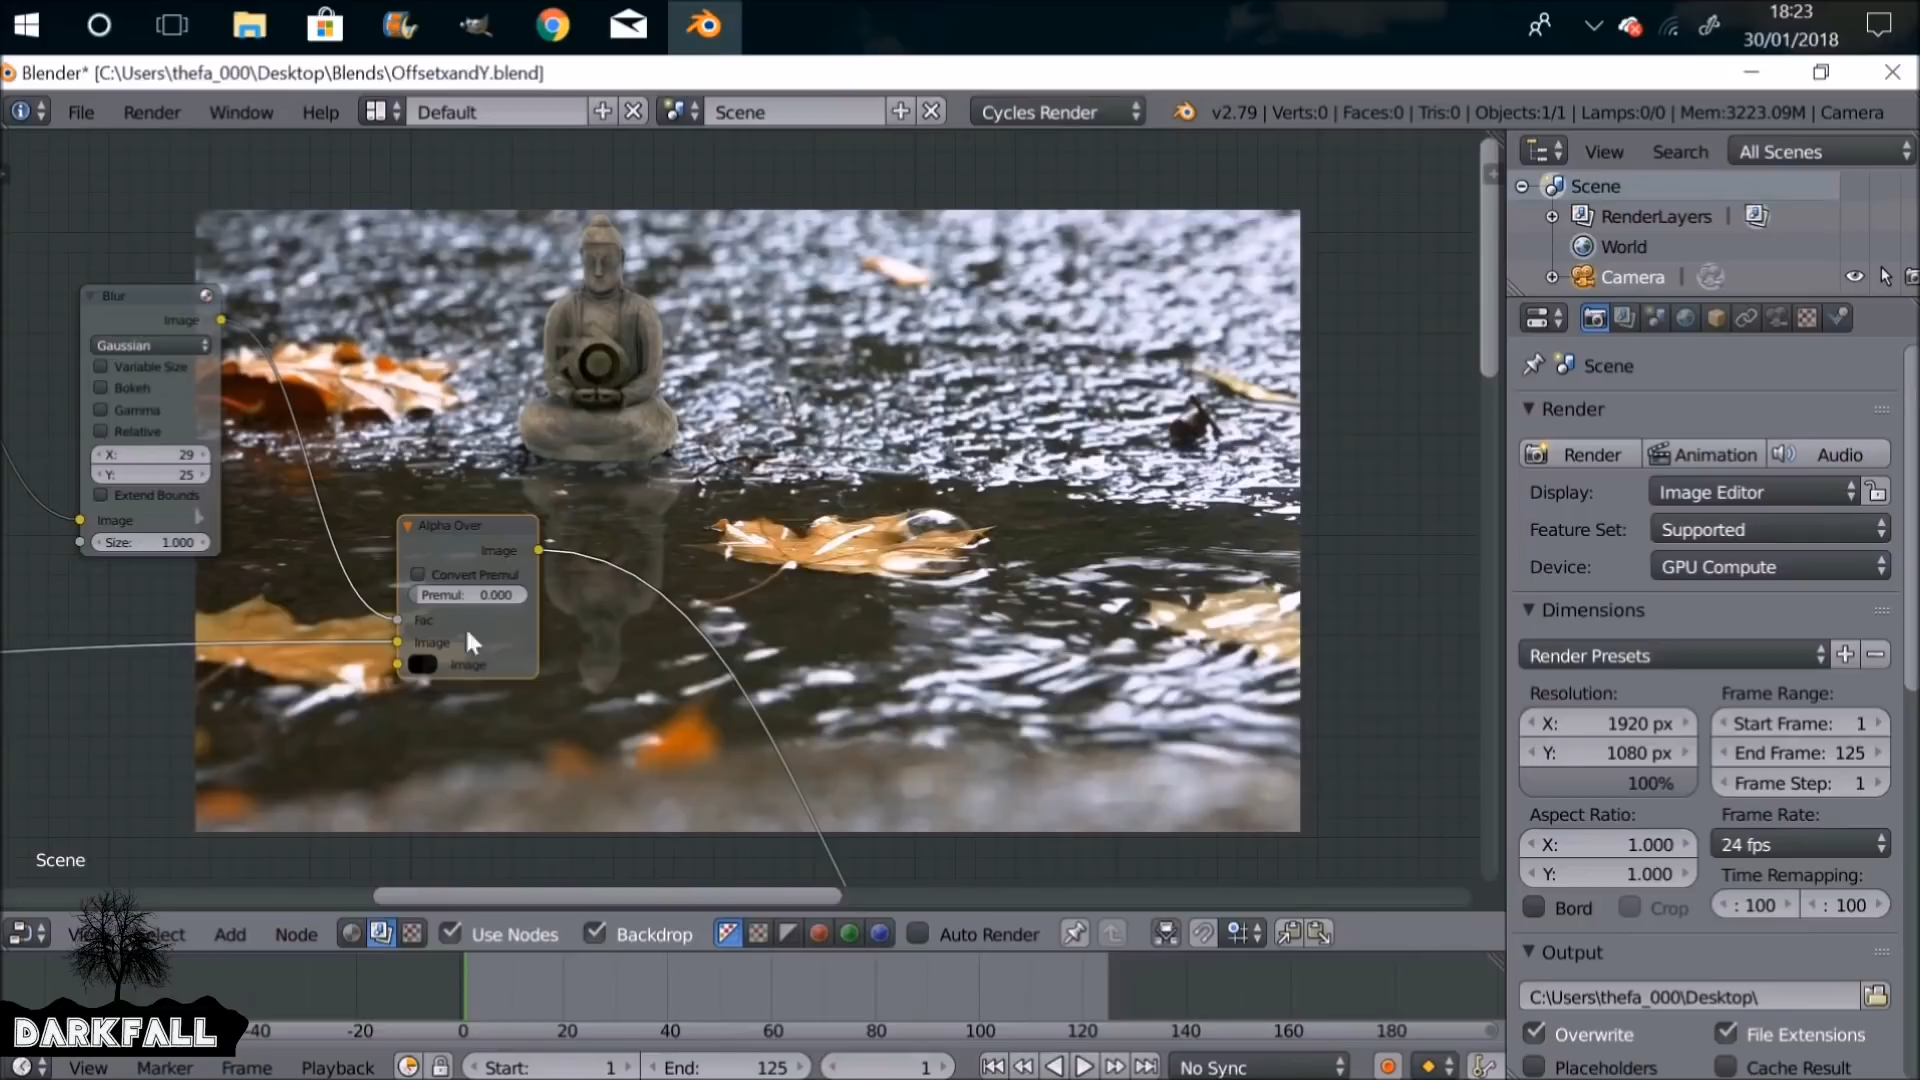 18:23
30/01/2018
Blender* [C:\Users\thefa_000\Desktop\Blends\OffsetxandY.blend]
File Render Window Help Default Scene Cycles Render v2.79 | Verts:0 | Faces:0 | Tris:0 | Objects:1/1 | Lamps:0/0 | Mem:3223.09M | Camera
View Search All Scenes
Scene
RenderLayers
World
Camera
Blur
Image
Gaussian
Variable Size
Bokeh
Gamma
Relative
X: 29
Y: 25
Extend Bounds
Image
Size: 1.000
Alpha Over
Image
Convert Premul
Premul: 0.000
Fac
Image
Image
Scene
Scene
Render
Render Animation Audio
Display: Image Editor
Feature Set: Supported
Device: GPU Compute
Dimensions
Render Presets
Resolution: Frame Range:
X: 1920 px Start Frame: 1
Y: 1080 px End Frame: 125
100% Frame Step: 1
Aspect Ratio: Frame Rate:
X: 1.000 24 fps
Y: 1.000 Time Remapping:
Bord Crop : 100 : 100
Output
C:\Users\thefa_000\Desktop\
Overwrite File Extensions
Placeholders Cache Result
Add Node Use Nodes Backdrop Auto Render
DARKFALL
-40 -20 0 20 40 60 80 100 120 140 160 180
View Marker Frame Playback Start: 1 End: 125 1 No Sync